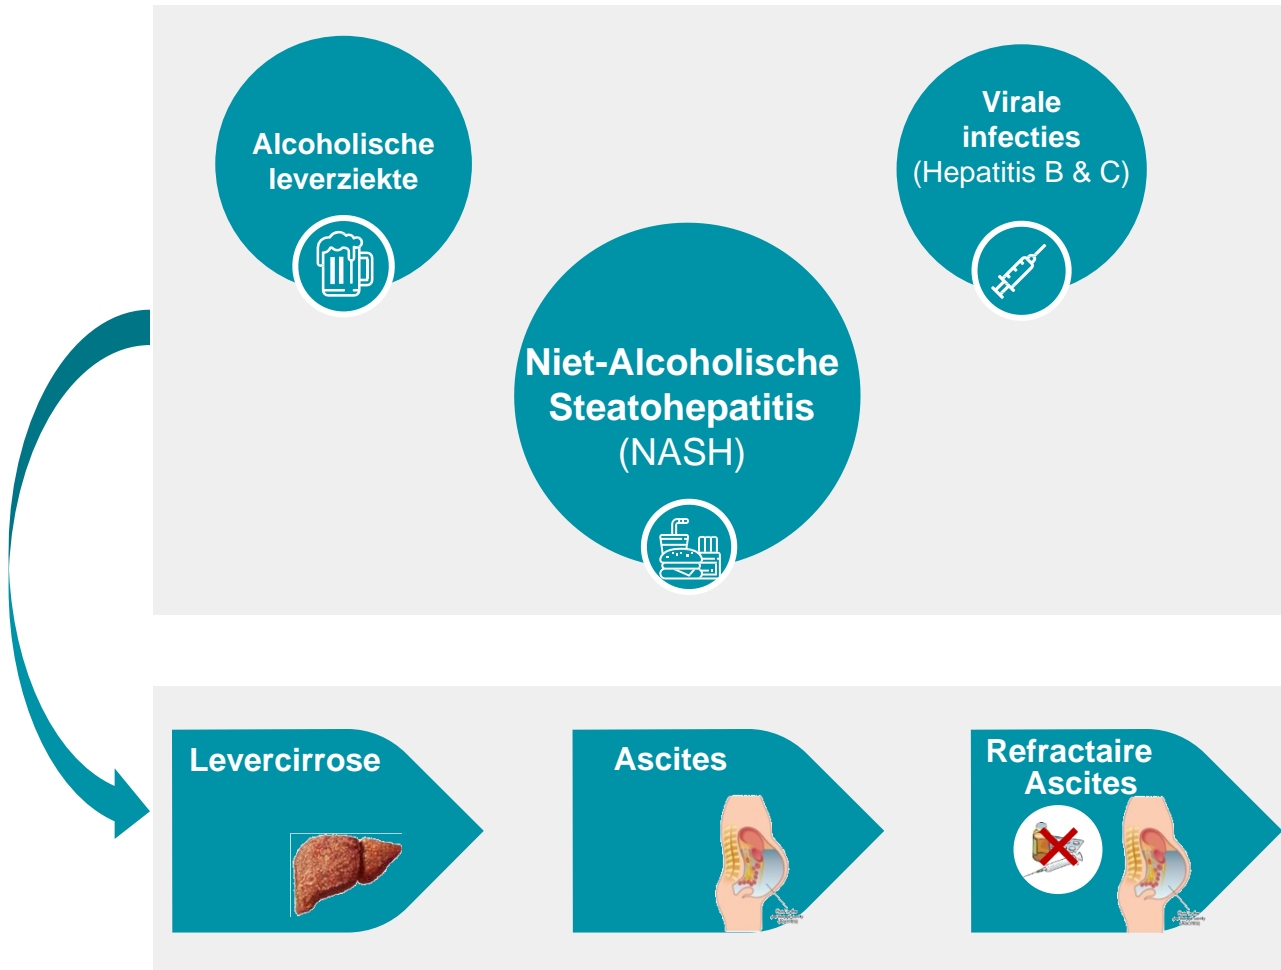 Alcoholische
leverziekte
Virale
infecties
(Hepatitis B & C)
Niet-Alcoholische
Steatohepatitis
(NASH)
Levercirrose
Ascites
Refractaire
Ascites